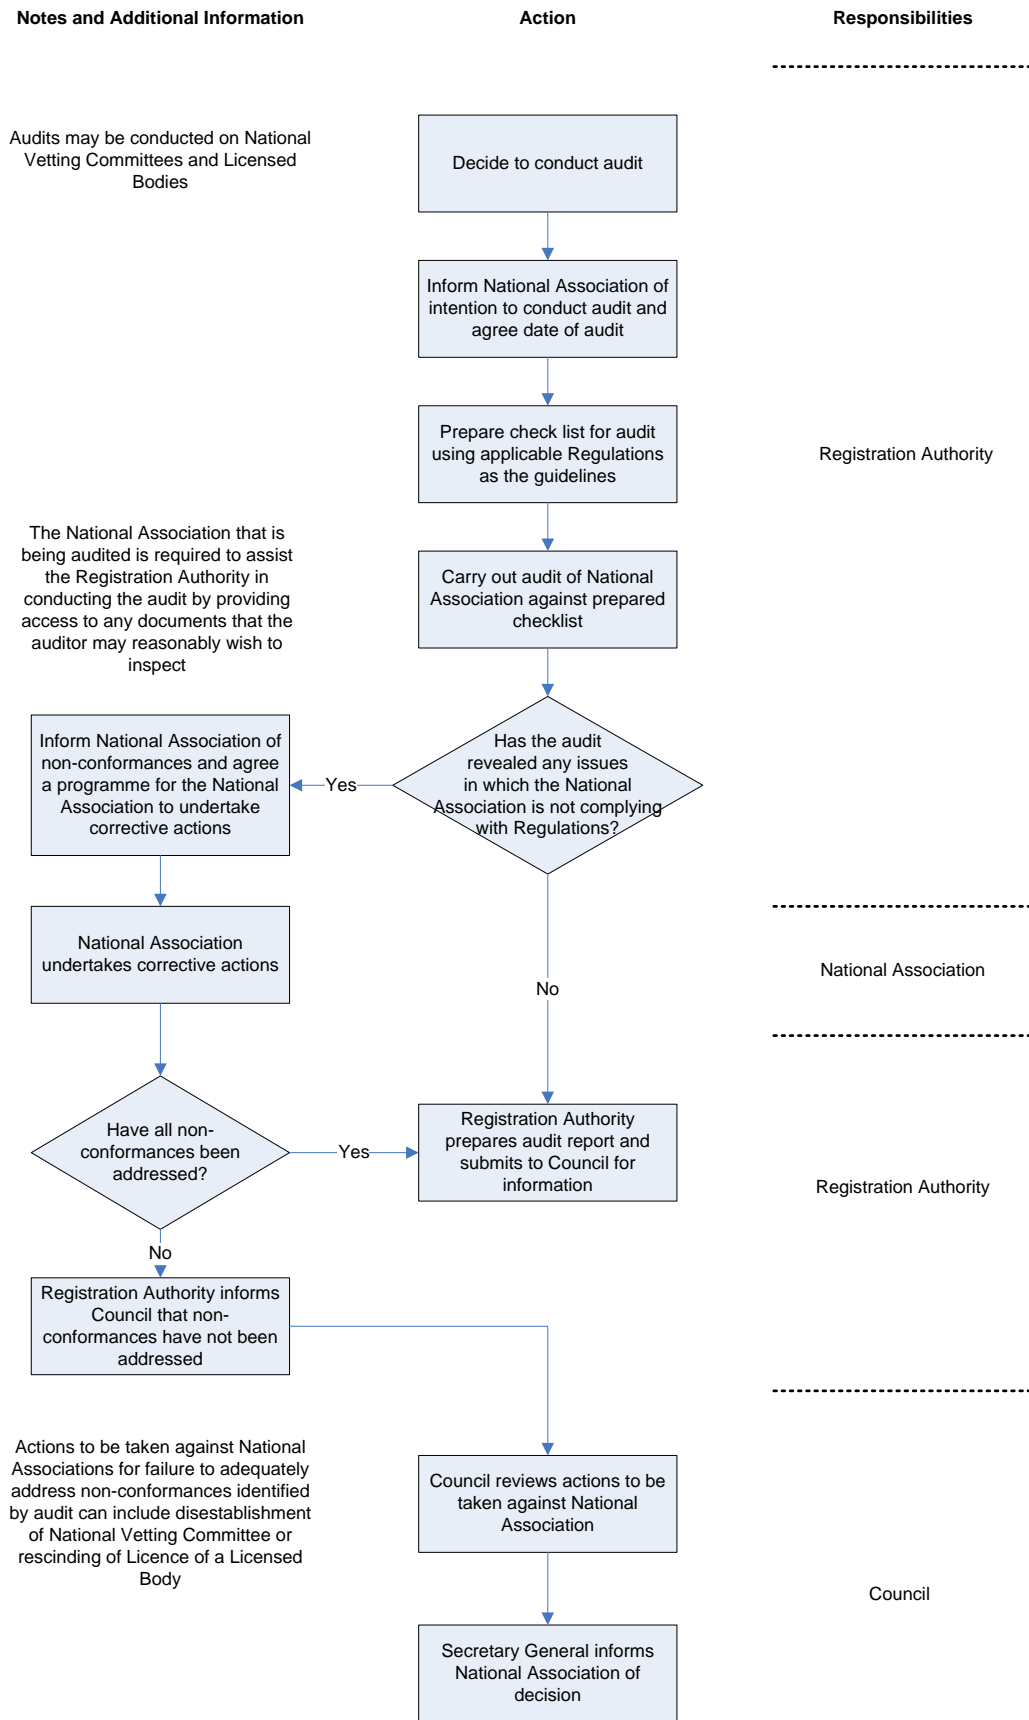 Notes and Additional Information
Action
Responsibilities
Audits may be conducted on National
Vetting Committees and Licensed
Bodies
Decide to conduct audit
Inform National Association of
intention to conduct audit and
agree date of audit
Prepare check list for audit
using applicable Regulations
as the guidelines
Registration Authority
The National Association that is
being audited is required to assist
the Registration Authority in
conducting the audit by providing
access to any documents that the
auditor may reasonably wish to
inspect
Carry out audit of National
Association against prepared
checklist
Has the audit
revealed any issues
in which the National
Association is not complying
with Regulations?
Yes
Inform National Association of
non-conformances and agree
a programme for the National
Association to undertake
corrective actions
National Association
undertakes corrective actions
National Association
No
Have all non-
conformances been
addressed?
Yes
Registration Authority
prepares audit report and
submits to Council for
information
Registration Authority
No
Registration Authority informs
Council that non-
conformances have not been
addressed
Actions to be taken against National
Associations for failure to adequately
address non-conformances identified
by audit can include disestablishment
of National Vetting Committee or
rescinding of Licence of a Licensed
Body
Council reviews actions to be
taken against National
Association
Council
Secretary General informs
National Association of
decision